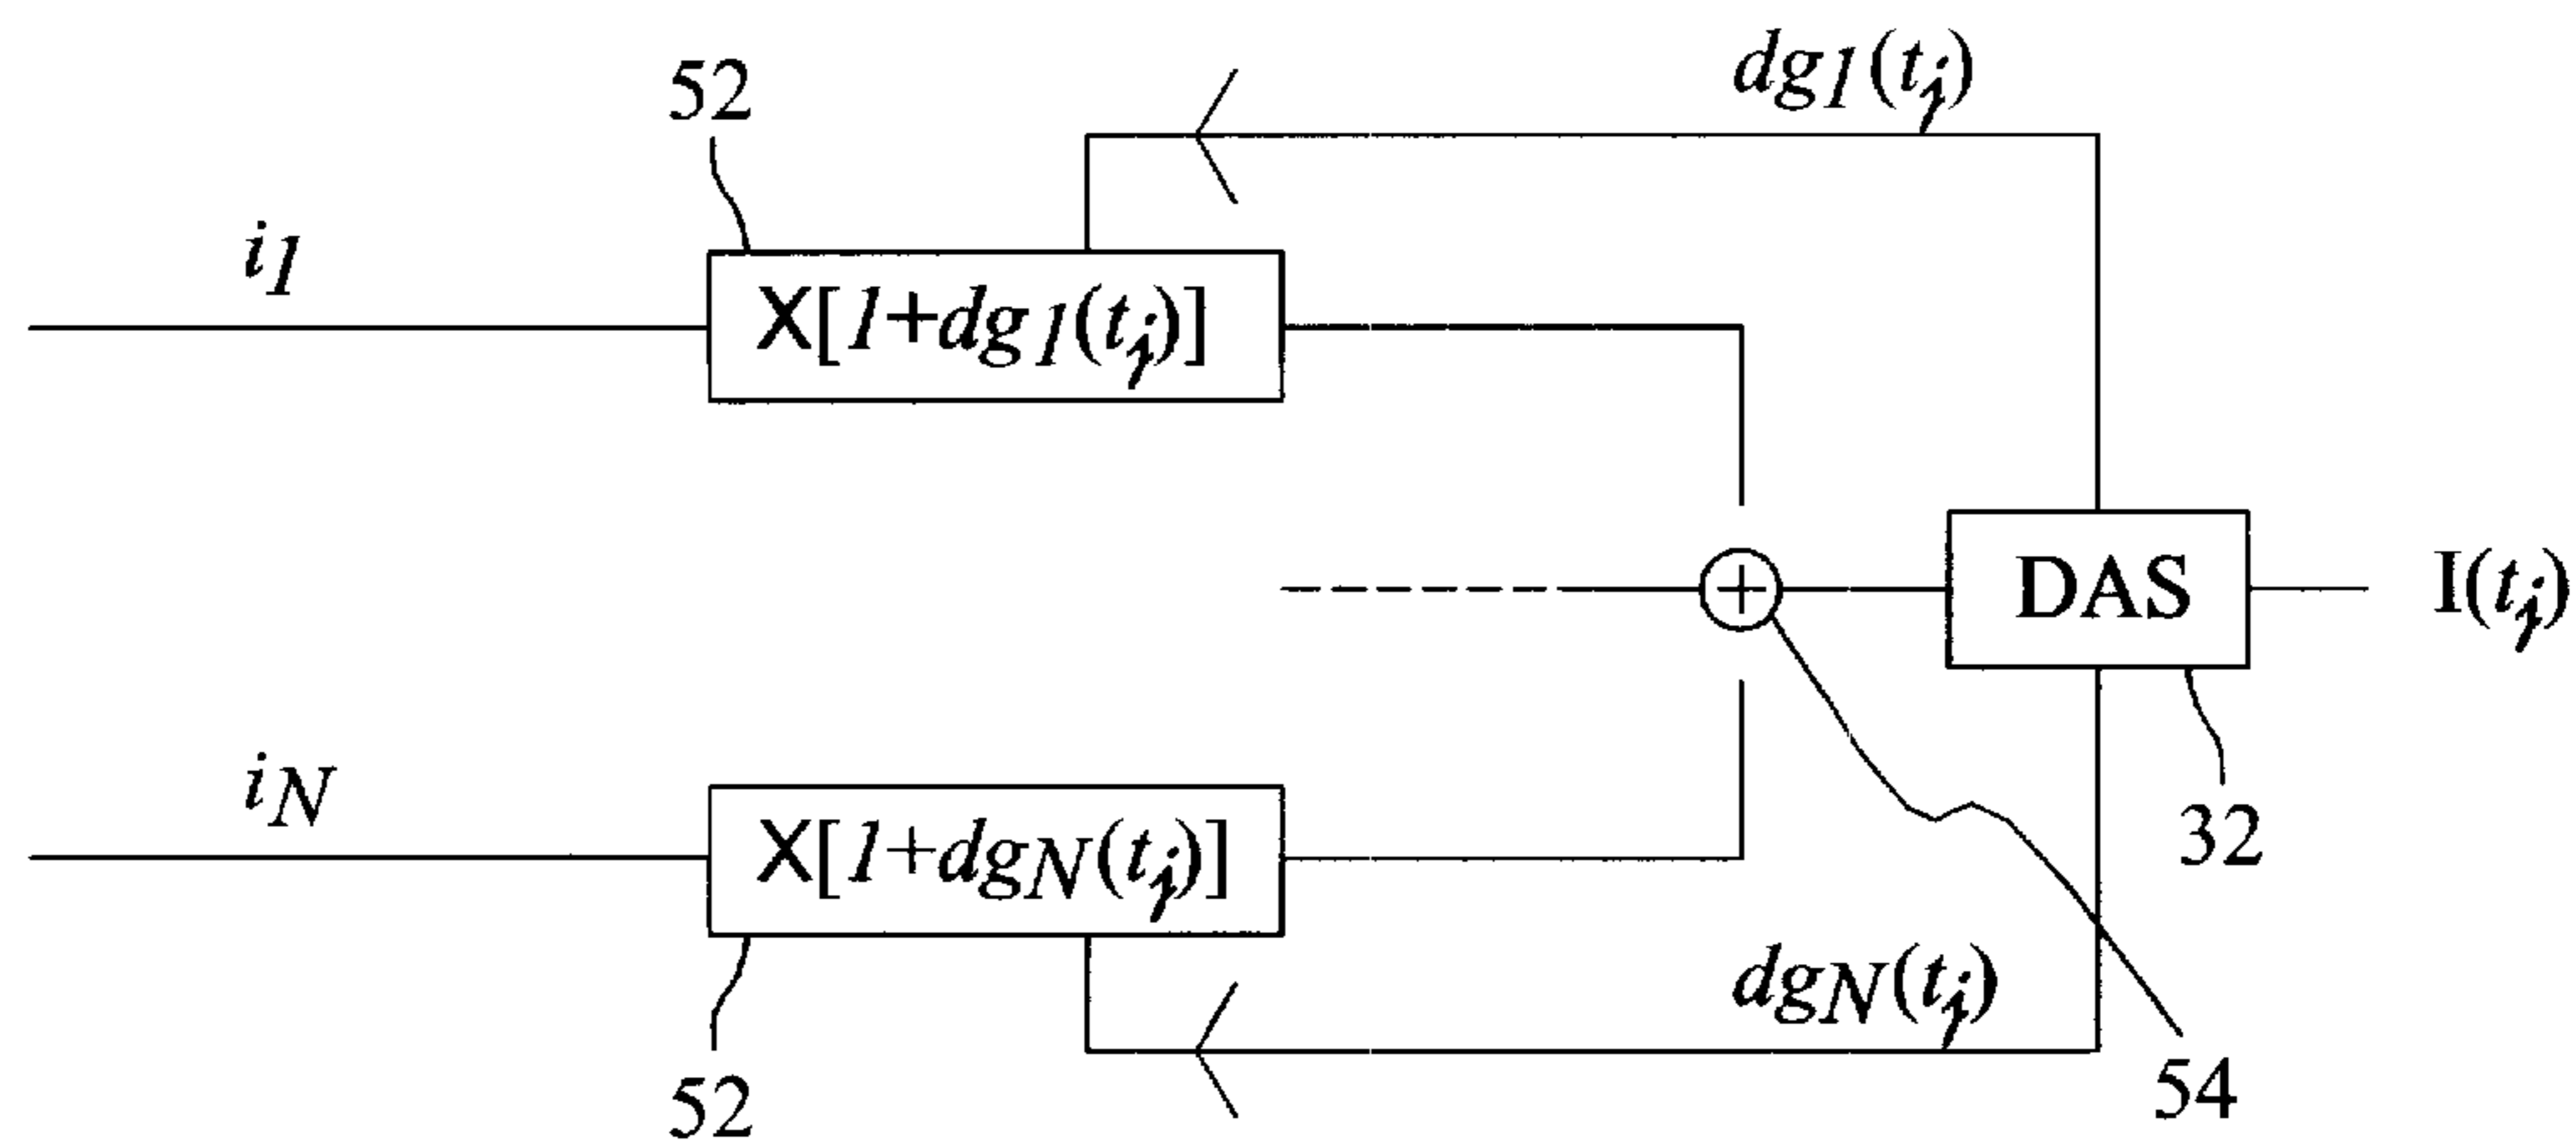 dg1(tj)
52
i1
X[1+dg1(tj)]
DAS
I(tj)
iN
X[1+dgN(tj)]
32
dgN(tj)
52
54